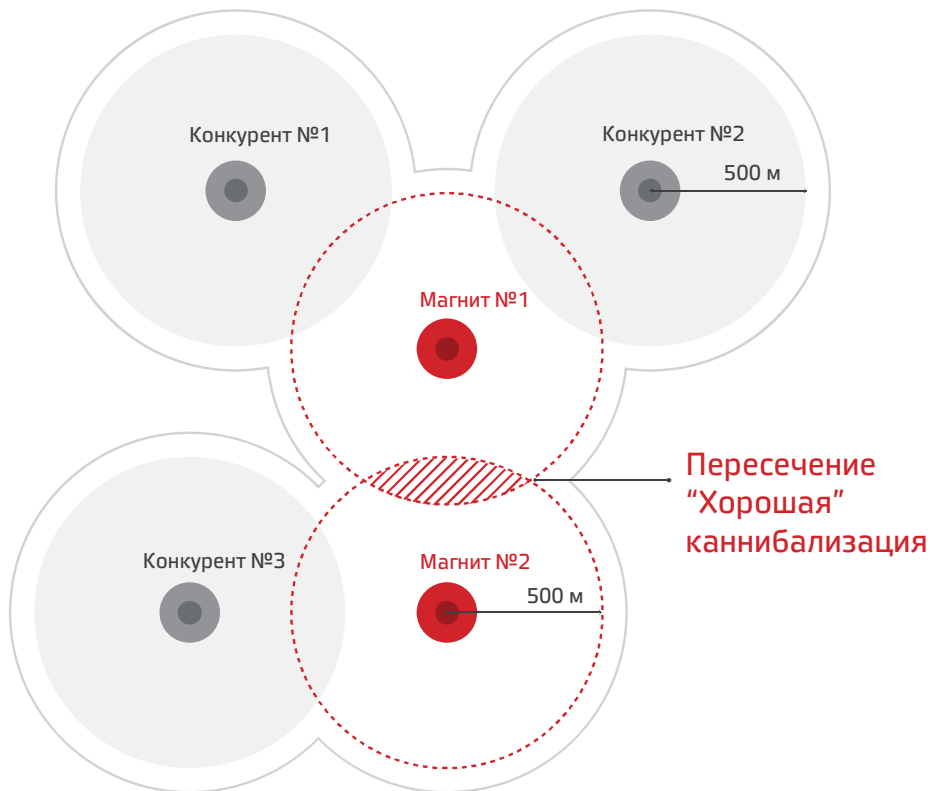 Конкурент №1
Конкурент №2
500 м
Магнит №1
Пересечение
“Хорошая”
каннибализация
Конкурент №3
Магнит №2
500 м